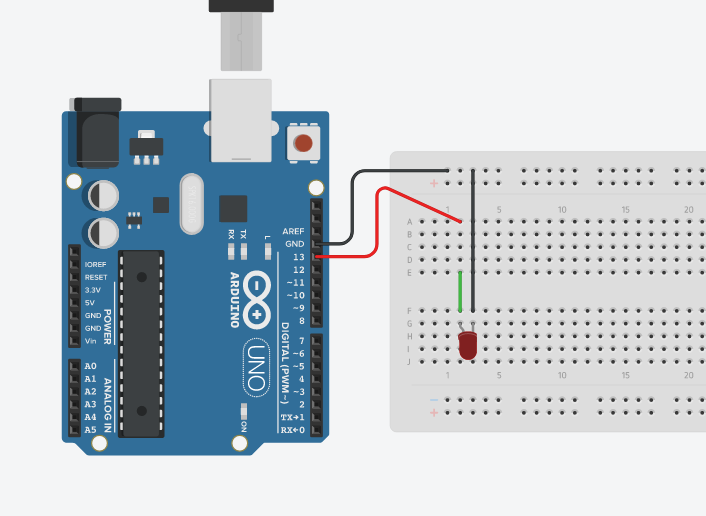 AREF
GND
13
12
~11
~10
~9
8
7
~6
~5
4
~3
2
TX→1
RX←0
DIGITAL (PWM~)
RX
TX
L
ARDUINO
UNO
ON
IOREF
RESET
3.3V
5V
GND
GND
Vin
POWER
A0
A1
A2
A3
A4
A5
ANALOG IN
+
1 5 10 15 20
A
B
C
D
E
F
G
H
I
J
1 5 10 15 20
−
+